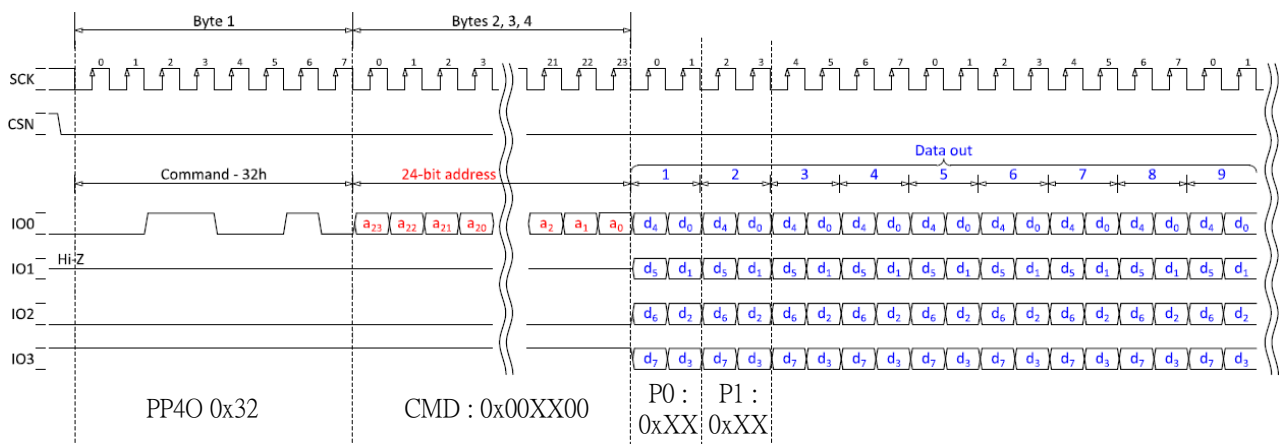 Byte 1 Bytes 2, 3, 4
SCK 0 1 2 3 4 5 6 7 0 1 2 3 21 22 23 0 1 2 3 4 5 6 7 0 1 2 3 4 5 6 7 0 1
CSN
Data out
Command - 32h 24-bit address 1 2 3 4 5 6 7 8 9
IO0 a23 a22 a21 a20 a2 a1 a0 d4 d0 d4 d0 d4 d0 d4 d0 d4 d0 d4 d0 d4 d0 d4 d0 d4 d0
Hi-Z
IO1 d5 d1 d5 d1 d5 d1 d5 d1 d5 d1 d5 d1 d5 d1 d5 d1 d5 d1
IO2 d6 d2 d6 d2 d6 d2 d6 d2 d6 d2 d6 d2 d6 d2 d6 d2 d6 d2
IO3 d7 d3 d7 d3 d7 d3 d7 d3 d7 d3 d7 d3 d7 d3 d7 d3 d7 d3
PP4O 0x32 CMD : 0x00XX00 P0 : P1 :
0xXX 0xXX